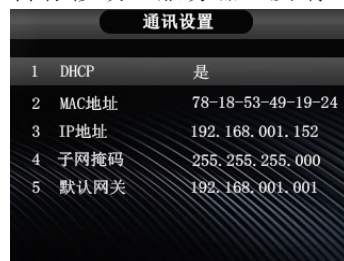 通讯设置
1 DHCP 是
2 MAC地址 78-18-53-49-19-24
3 IP地址 192.168.001.152
4 子网掩码 255.255.255.000
5 默认网关 192.168.001.001